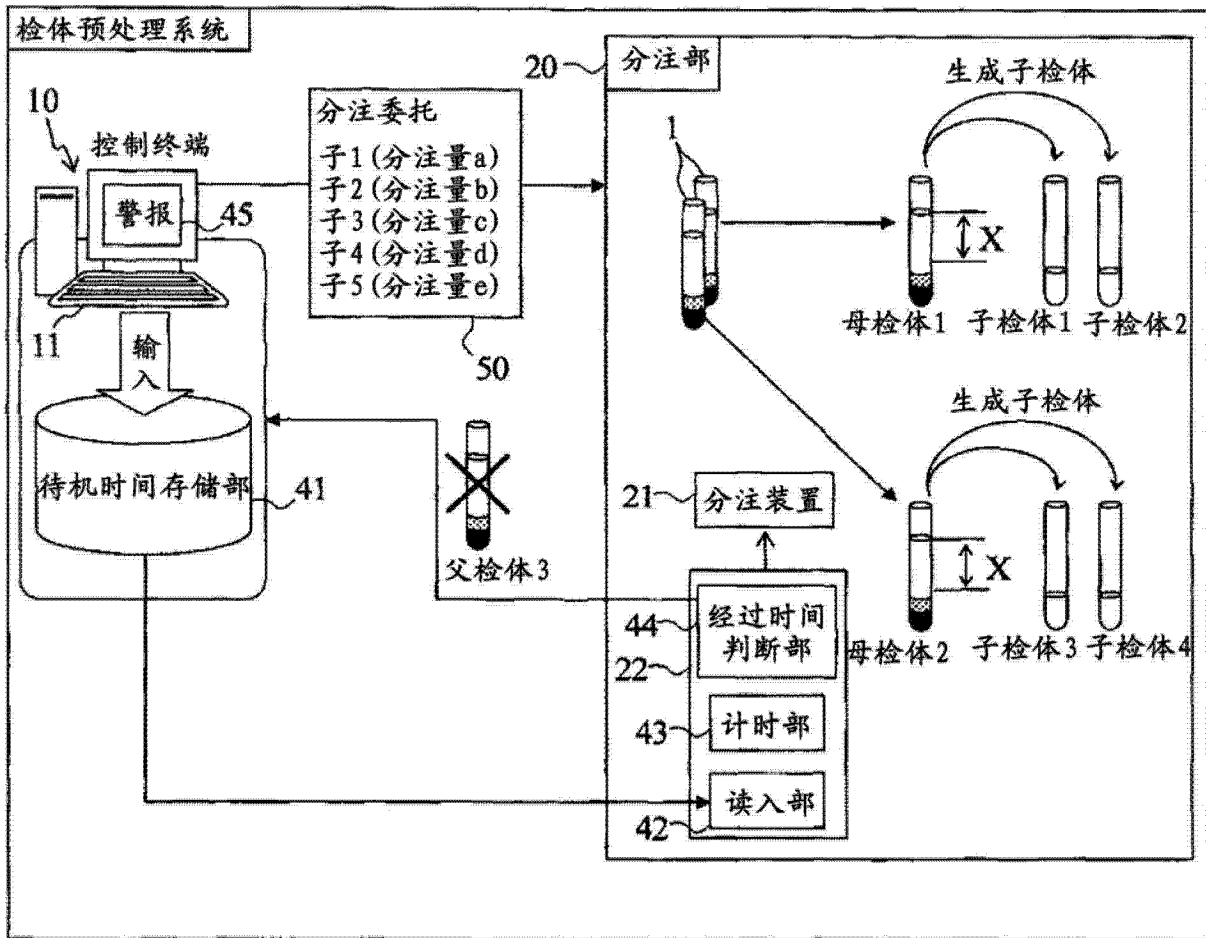 检体预处理系统
10
控制终端
警报
45
11
输
入
待机时间存储部
41
分注委托
子1(分注量a)
子2(分注量b)
子3(分注量c)
子4(分注量d)
子5(分注量e)
50
父检体3
20
分注部
1
生成子检体
X
母检体1
子检体1
子检体2
生成子检体
X
母检体2
子检体3
子检体4
21
分注装置
44
经过时间
判断部
22
43
计时部
42
读入部